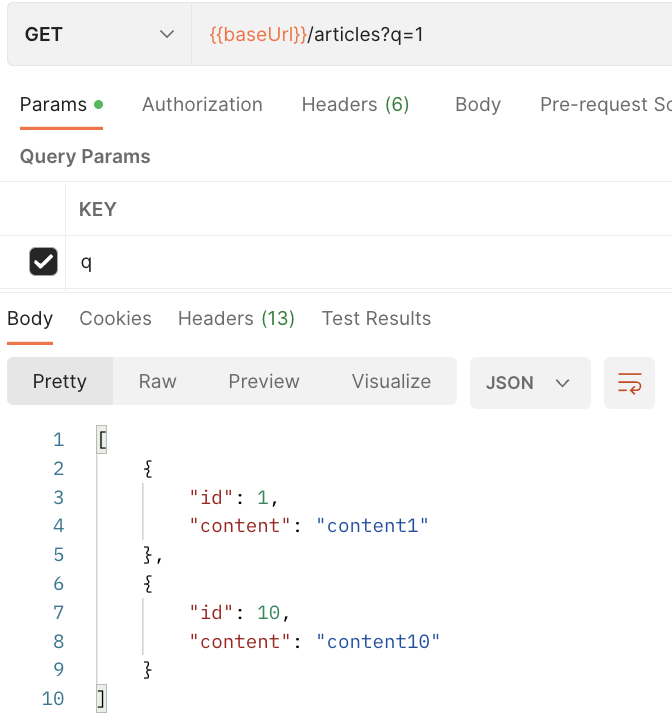 GET {{baseUrl}}/articles?q=1
Params Authorization Headers (6) Body Pre-request Sc
Query Params
KEY
q
Body Cookies Headers (13) Test Results
Pretty Raw Preview Visualize JSON
1 [
2 {
3 "id": 1,
4 "content": "content1"
5 },
6 {
7 "id": 10,
8 "content": "content10"
9 }
10 ]